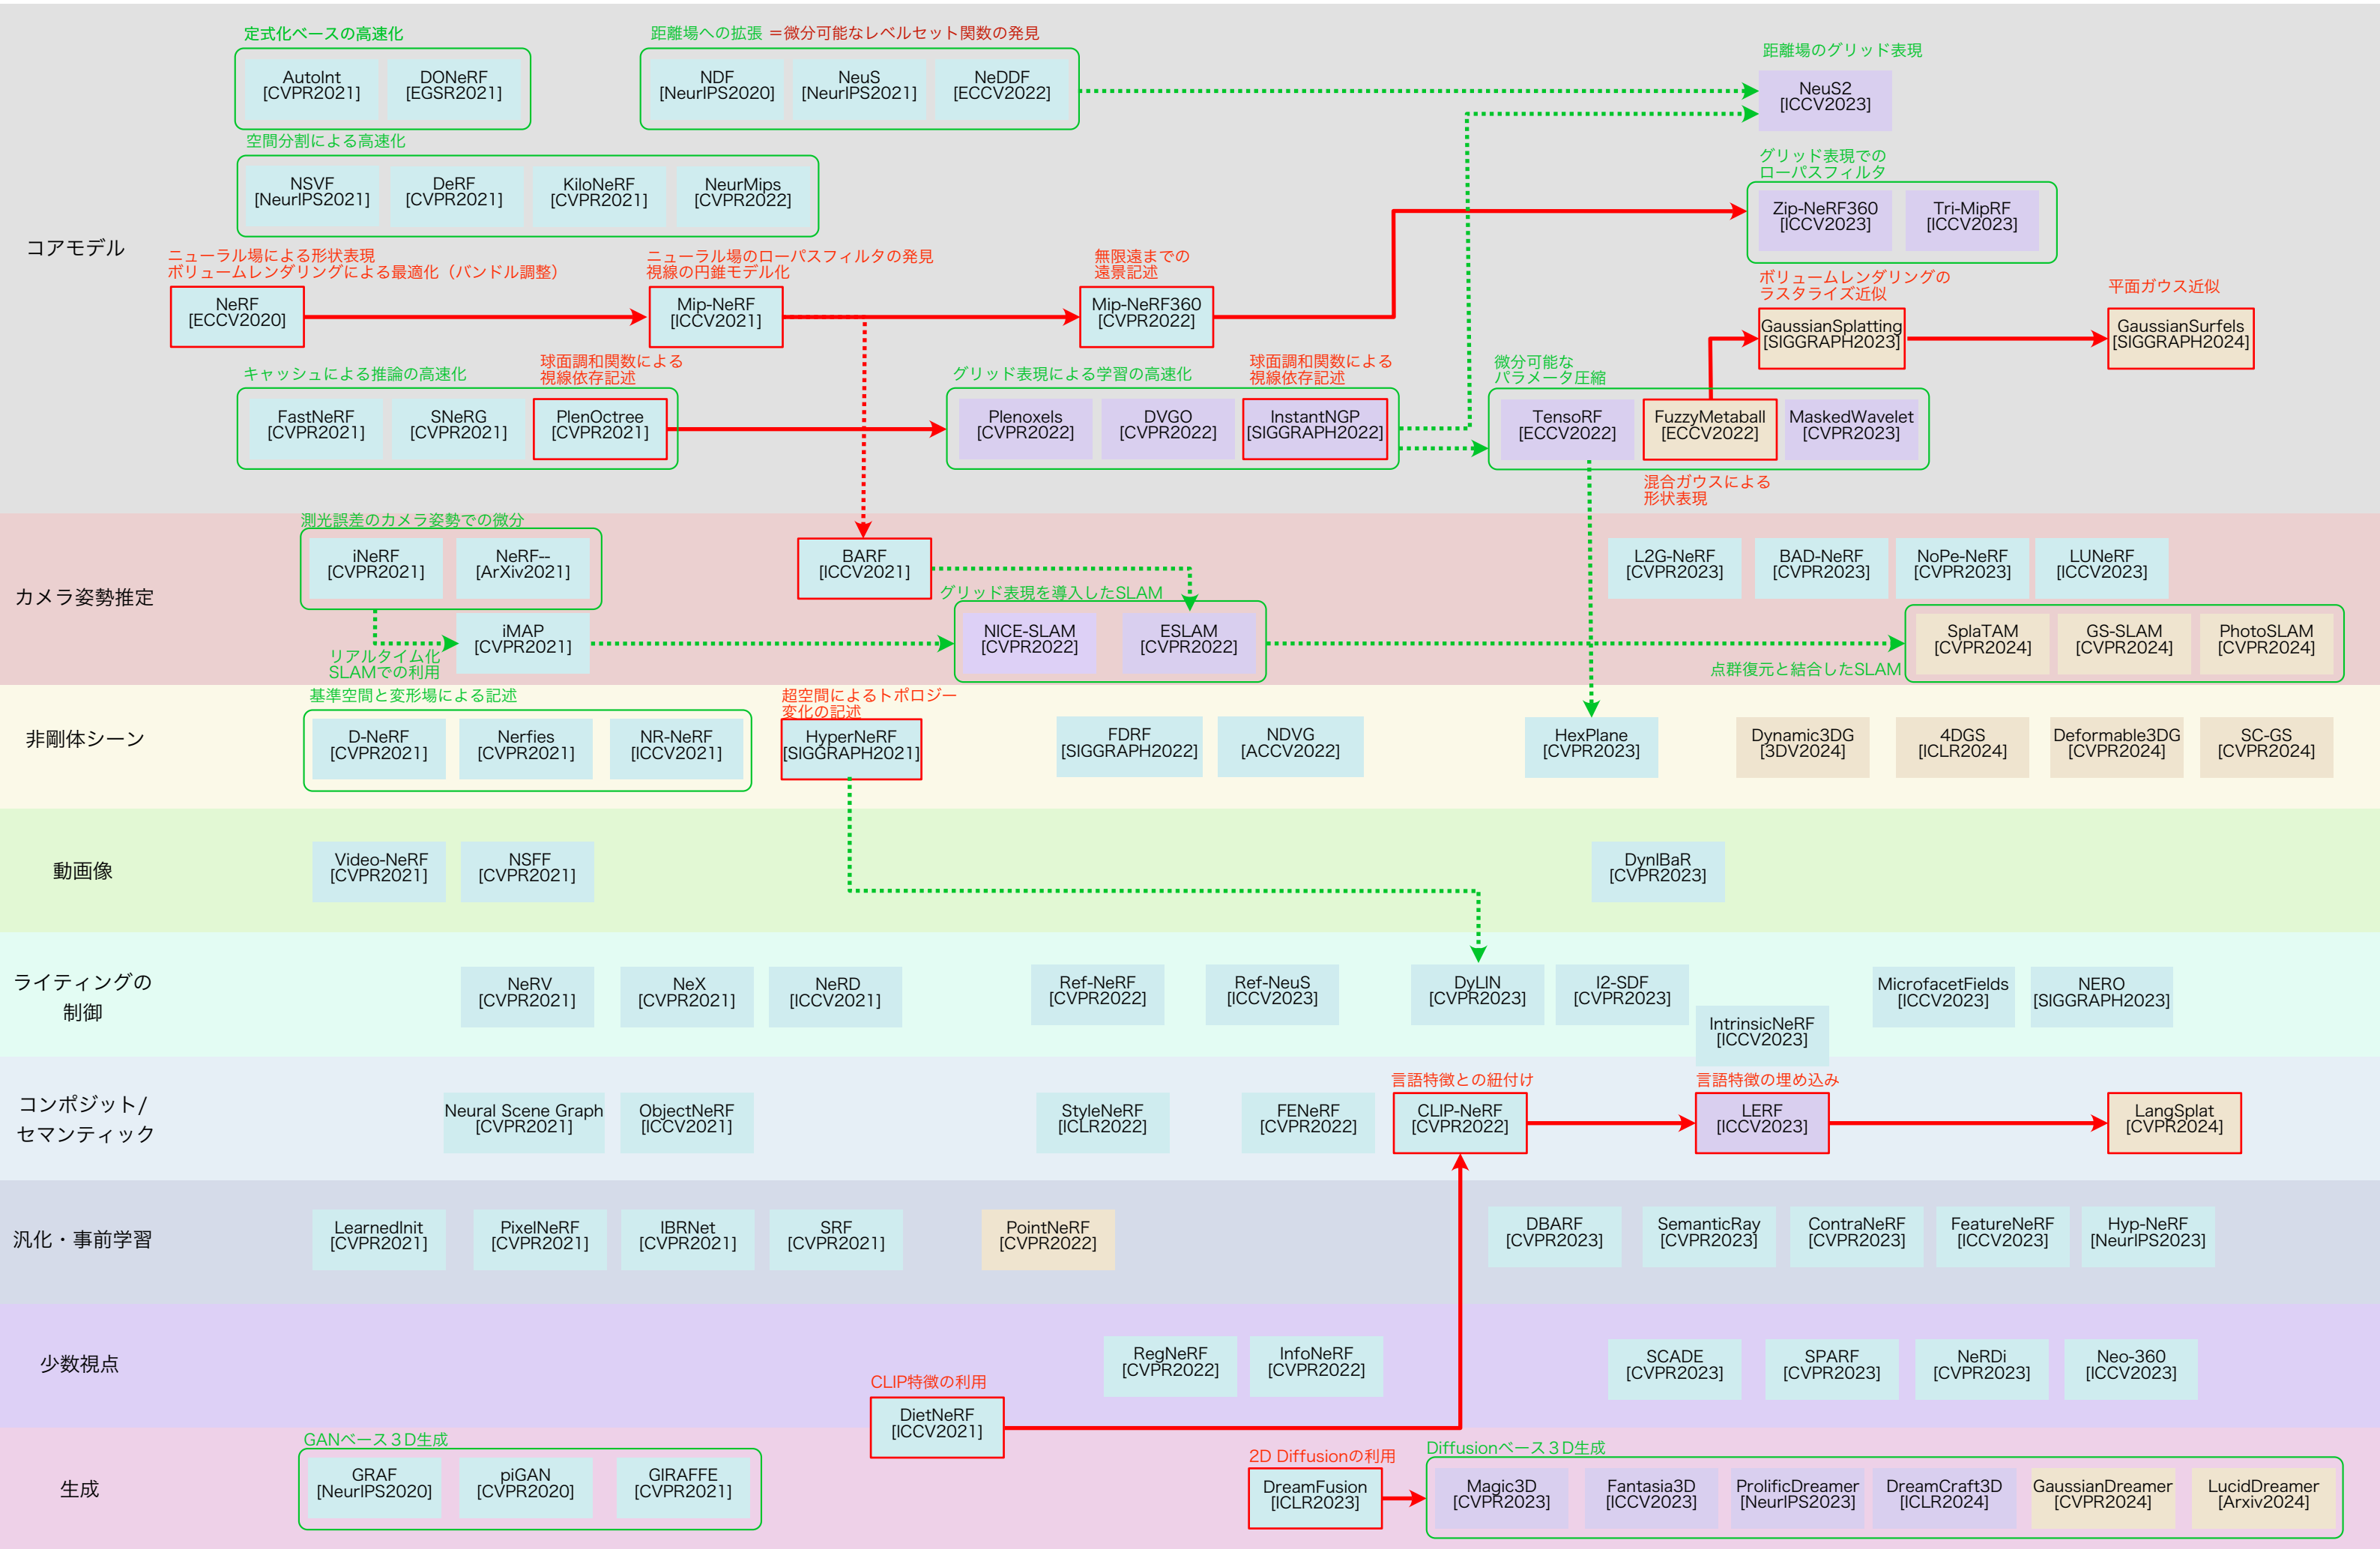 コアモデル
定式化ベースの高速化
AutoInt
[CVPR2021]
DONeRF
[EGSR2021]
距離場への拡張 ＝微分可能なレベルセット関数の発見
NDF
[NeurIPS2020]
NeuS
[NeurIPS2021]
NeDDF
[ECCV2022]
距離場のグリッド表現
NeuS2
[ICCV2023]
空間分割による高速化
NSVF
[NeurIPS2021]
DeRF
[CVPR2021]
KiloNeRF
[CVPR2021]
NeurMips
[CVPR2022]
グリッド表現での
ローパスフィルタ
Zip-NeRF360
[ICCV2023]
Tri-MipRF
[ICCV2023]
ニューラル場による形状表現
ボリュームレンダリングによる最適化（バンドル調整）
NeRF
[ECCV2020]
ニューラル場のローパスフィルタの発見
視線の円錐モデル化
Mip-NeRF
[ICCV2021]
無限遠までの
遠景記述
Mip-NeRF360
[CVPR2022]
ボリュームレンダリングの
ラスタライズ近似
GaussianSplatting
[SIGGRAPH2023]
平面ガウス近似
GaussianSurfels
[SIGGRAPH2024]
キャッシュによる推論の高速化
FastNeRF
[CVPR2021]
SNeRG
[CVPR2021]
球面調和関数による
視線依存記述
PlenOctree
[CVPR2021]
グリッド表現による学習の高速化
Plenoxels
[CVPR2022]
DVGO
[CVPR2022]
球面調和関数による
視線依存記述
InstantNGP
[SIGGRAPH2022]
微分可能な
パラメータ圧縮
TensoRF
[ECCV2022]
FuzzyMetaball
[ECCV2022]
MaskedWavelet
[CVPR2023]
混合ガウスによる
形状表現
カメラ姿勢推定
測光誤差のカメラ姿勢での微分
iNeRF
[CVPR2021]
NeRF--
[ArXiv2021]
BARF
[ICCV2021]
L2G-NeRF
[CVPR2023]
BAD-NeRF
[CVPR2023]
NoPe-NeRF
[CVPR2023]
LUNeRF
[ICCV2023]
リアルタイム化
SLAMでの利用
iMAP
[CVPR2021]
グリッド表現を導入したSLAM
NICE-SLAM
[CVPR2022]
ESLAM
[CVPR2022]
点群復元と結合したSLAM
SplaTAM
[CVPR2024]
GS-SLAM
[CVPR2024]
PhotoSLAM
[CVPR2024]
非剛体シーン
基準空間と変形場による記述
D-NeRF
[CVPR2021]
Nerfies
[CVPR2021]
NR-NeRF
[ICCV2021]
超空間によるトポロジー
変化の記述
HyperNeRF
[SIGGRAPH2021]
FDRF
[SIGGRAPH2022]
NDVG
[ACCV2022]
HexPlane
[CVPR2023]
Dynamic3DG
[3DV2024]
4DGS
[ICLR2024]
Deformable3DG
[CVPR2024]
SC-GS
[CVPR2024]
動画像
Video-NeRF
[CVPR2021]
NSFF
[CVPR2021]
DynIBaR
[CVPR2023]
ライティングの
制御
NeRV
[CVPR2021]
NeX
[CVPR2021]
NeRD
[ICCV2021]
Ref-NeRF
[CVPR2022]
Ref-NeuS
[ICCV2023]
DyLIN
[CVPR2023]
I2-SDF
[CVPR2023]
IntrinsicNeRF
[ICCV2023]
MicrofacetFields
[ICCV2023]
NERO
[SIGGRAPH2023]
コンポジット/
セマンティック
Neural Scene Graph
[CVPR2021]
ObjectNeRF
[ICCV2021]
StyleNeRF
[ICLR2022]
FENeRF
[CVPR2022]
言語特徴との紐付け
CLIP-NeRF
[CVPR2022]
言語特徴の埋め込み
LERF
[ICCV2023]
LangSplat
[CVPR2024]
汎化・事前学習
LearnedInit
[CVPR2021]
PixelNeRF
[CVPR2021]
IBRNet
[CVPR2021]
SRF
[CVPR2021]
PointNeRF
[CVPR2022]
DBARF
[CVPR2023]
SemanticRay
[CVPR2023]
ContraNeRF
[CVPR2023]
FeatureNeRF
[ICCV2023]
Hyp-NeRF
[NeurIPS2023]
少数視点
RegNeRF
[CVPR2022]
InfoNeRF
[CVPR2022]
SCADE
[CVPR2023]
SPARF
[CVPR2023]
NeRDi
[CVPR2023]
Neo-360
[ICCV2023]
CLIP特徴の利用
DietNeRF
[ICCV2021]
生成
GANベース３D生成
GRAF
[NeurIPS2020]
piGAN
[CVPR2020]
GIRAFFE
[CVPR2021]
2D Diffusionの利用
DreamFusion
[ICLR2023]
Diffusionベース３D生成
Magic3D
[CVPR2023]
Fantasia3D
[ICCV2023]
ProlificDreamer
[NeurIPS2023]
DreamCraft3D
[ICLR2024]
GaussianDreamer
[CVPR2024]
LucidDreamer
[Arxiv2024]